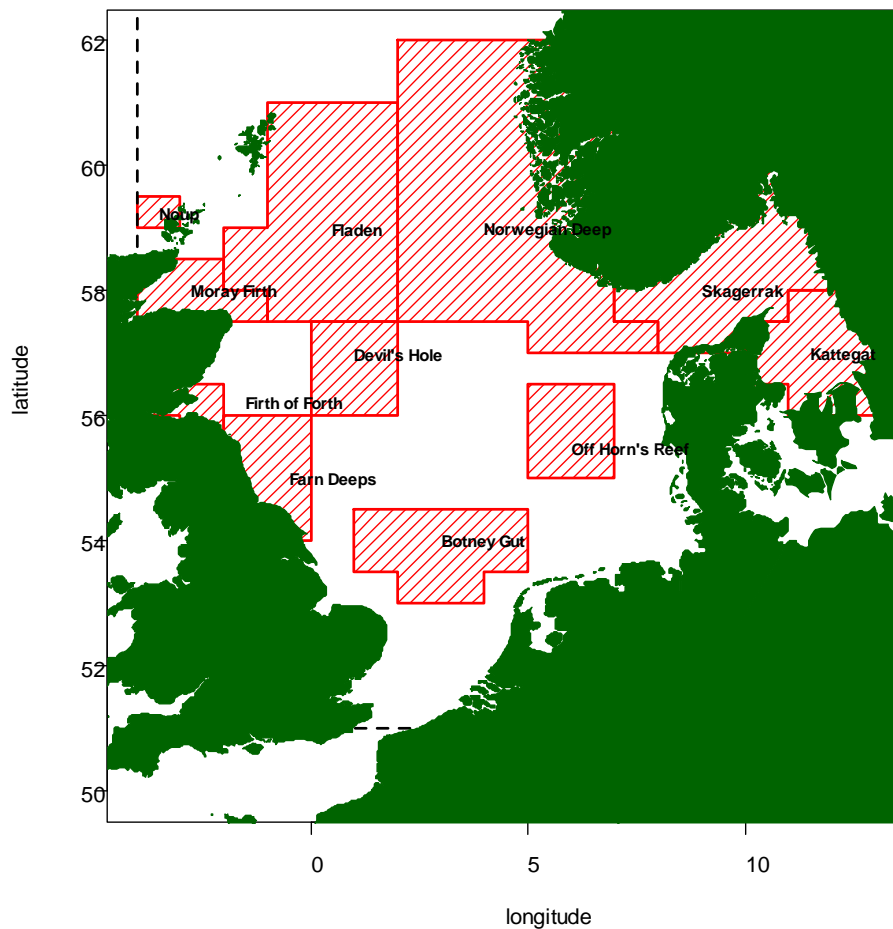 62
60
Noup
Fladen
Norwegian Deep
58
Moray Firth
Skagerrak
Devil's Hole
Kattegat
latitude
56
Firth of Forth
Off Horn's Reef
Farn Deeps
54
Botney Gut
52
50
0
5
10
longitude